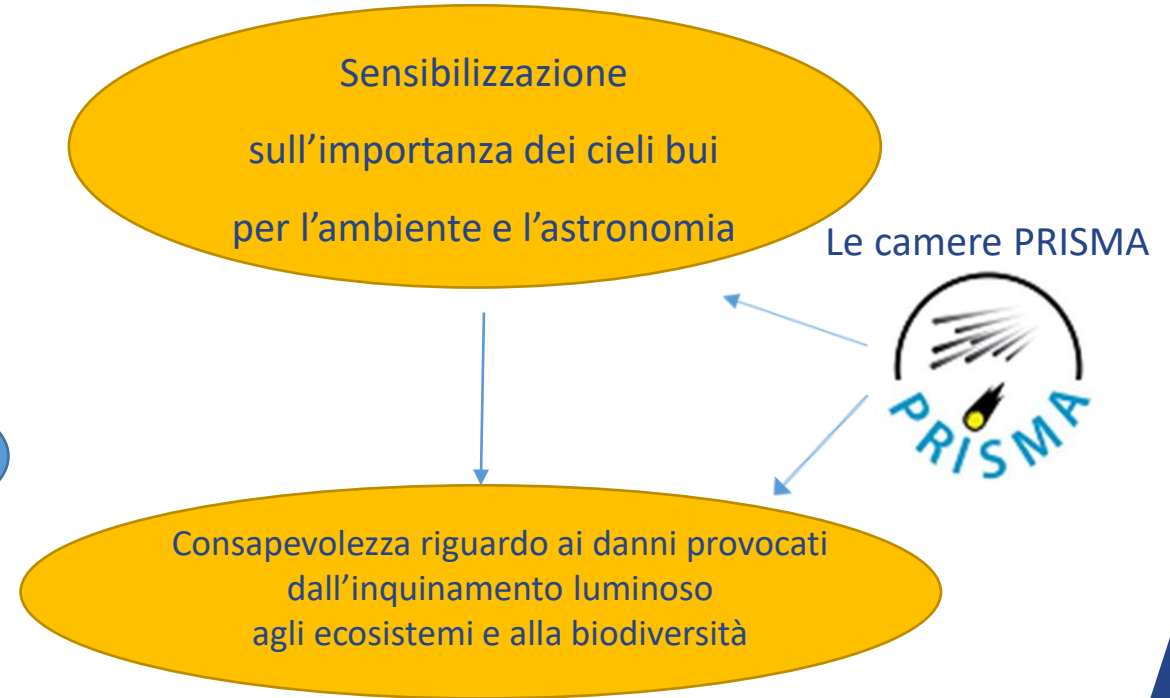 Sensibilizzazione
sull’importanza dei cieli bui
per l’ambiente e l’astronomia
Le camere PRISMA
PRISMA
Consapevolezza riguardo ai danni provocati
dall’inquinamento luminoso
agli ecosistemi e alla biodiversità